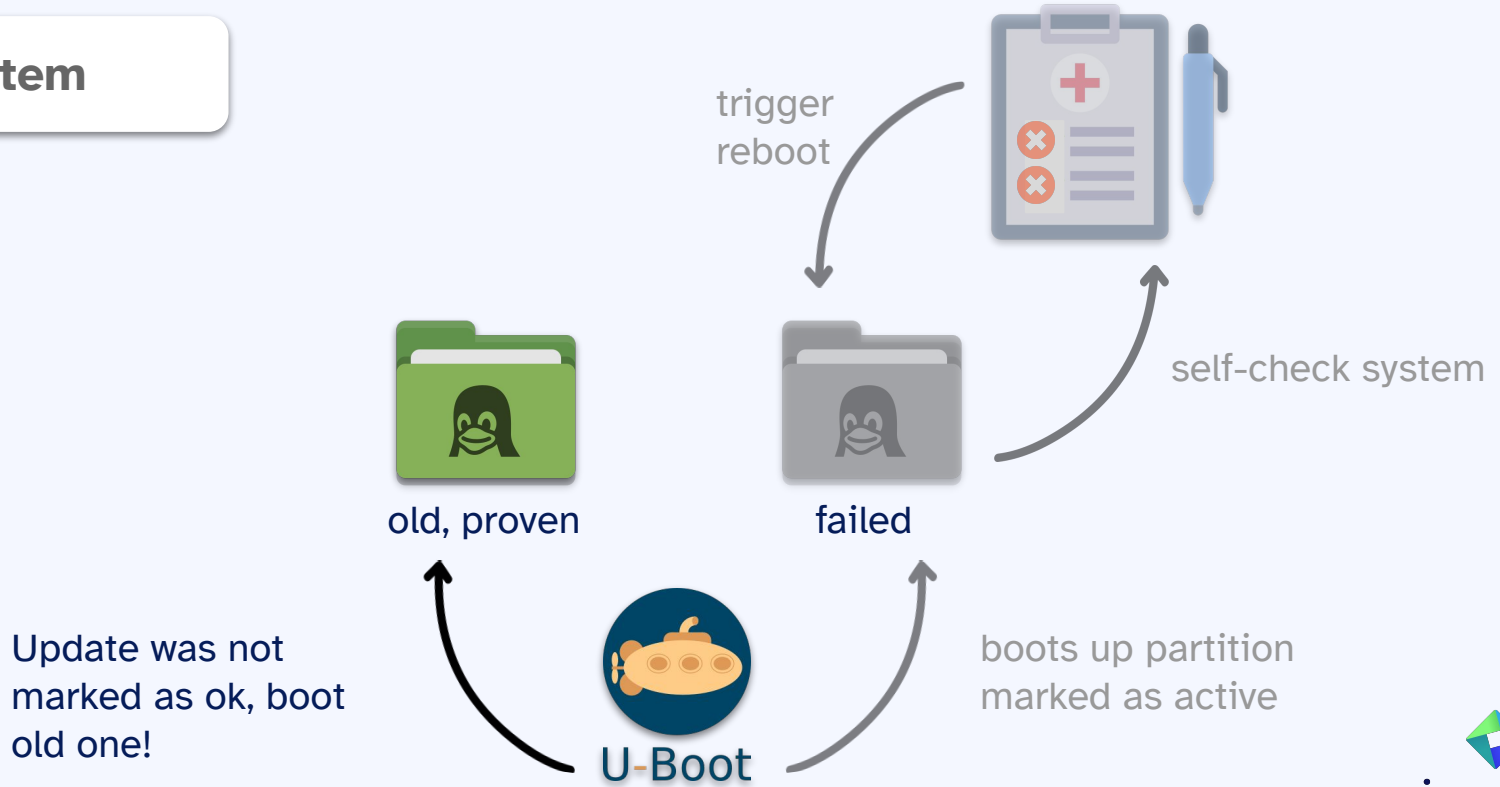 tem
trigger
reboot
self-check system
old, proven
failed
Update was not
marked as ok, boot
old one!
boots up partition
marked as active
U-Boot